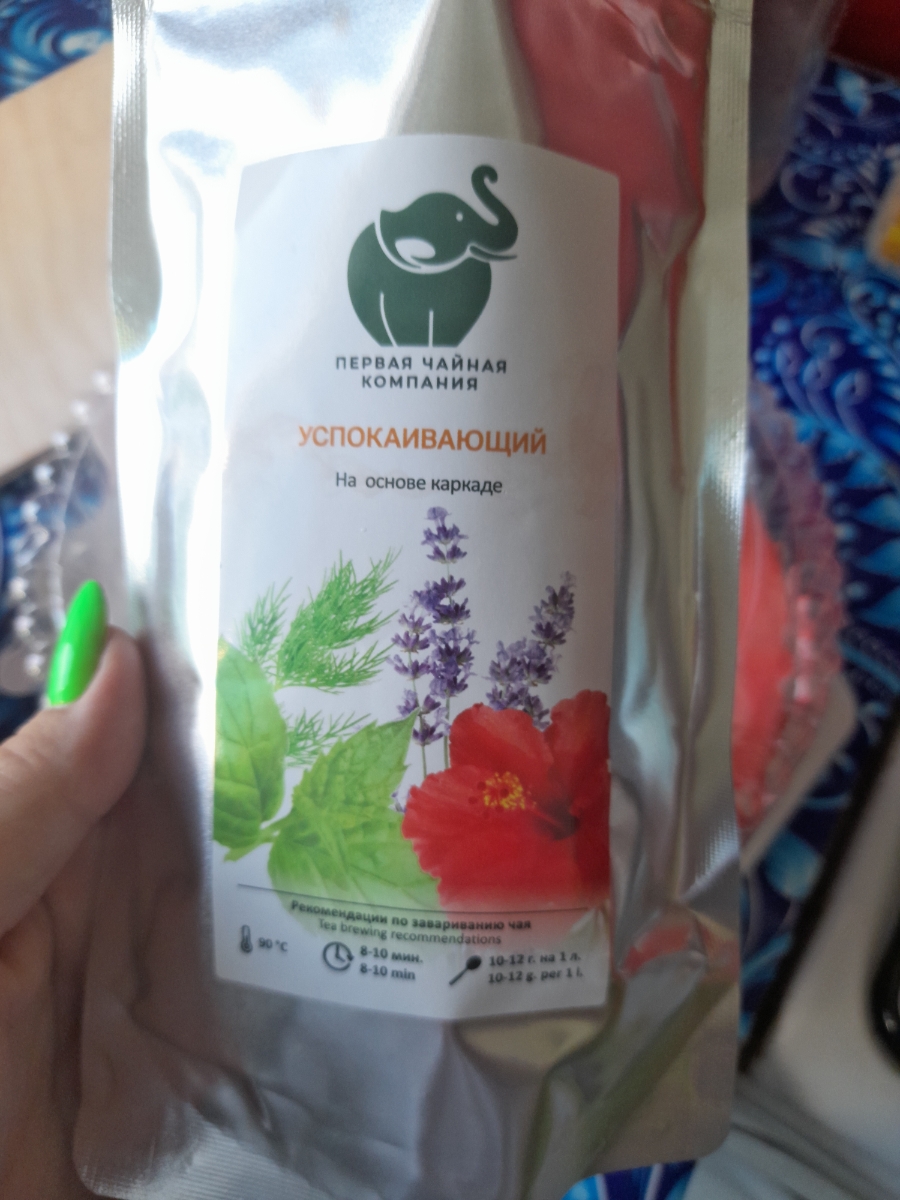 ПЕРВАЯ ЧАЙНАЯ
КОМПАНИЯ
УСПОКАИВАЮЩИЙ
На основе каркаде
Рекомендации по завариванию чая
Tea brewing recommendations
90 °C
8-10 мин.
8-10 min
10-12 г. на 1 л.
10-12 g. per 1 l.